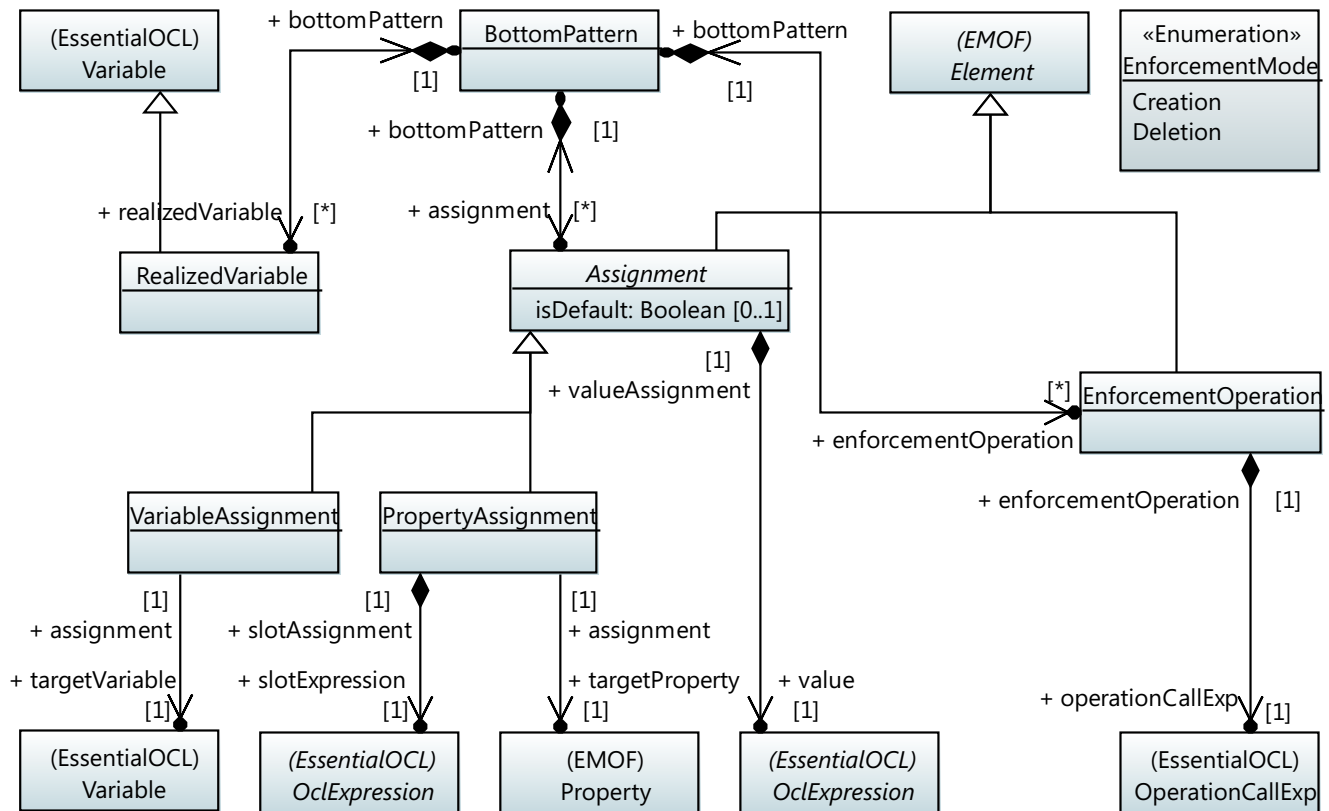 + bottomPattern
(EssentialOCL)
Variable
BottomPattern
+ bottomPattern
(EMOF)
Element
«Enumeration»
EnforcementMode
Creation
Deletion
[1]
[1]
+ bottomPattern
[1]
+ realizedVariable
[*]
+ assignment
[*]
RealizedVariable
Assignment
isDefault: Boolean [0..1]
[1]
+ valueAssignment
[*]
EnforcementOperation
+ enforcementOperation
+ enforcementOperation
[1]
VariableAssignment
PropertyAssignment
[1]
+ assignment
[1]
+ slotAssignment
[1]
+ assignment
+ targetVariable
[1]
+ slotExpression
[1]
+ targetProperty
[1]
+ value
[1]
+ operationCallExp
[1]
(EssentialOCL)
Variable
(EssentialOCL)
OclExpression
(EMOF)
Property
(EssentialOCL)
OclExpression
(EssentialOCL)
OperationCallExp